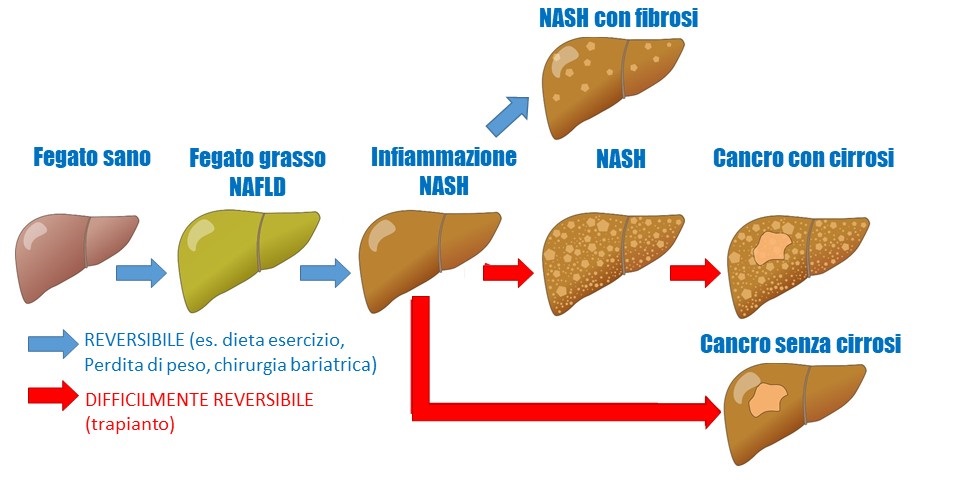 NASH con fibrosi
Fegato sano
Fegato grasso
NAFLD
Infiammazione
NASH
NASH
Cancro con cirrosi
Cancro senza cirrosi
REVERSIBILE (es. dieta esercizio,
Perdita di peso, chirurgia bariatrica)
DIFFICILMENTE REVERSIBILE
(trapianto)